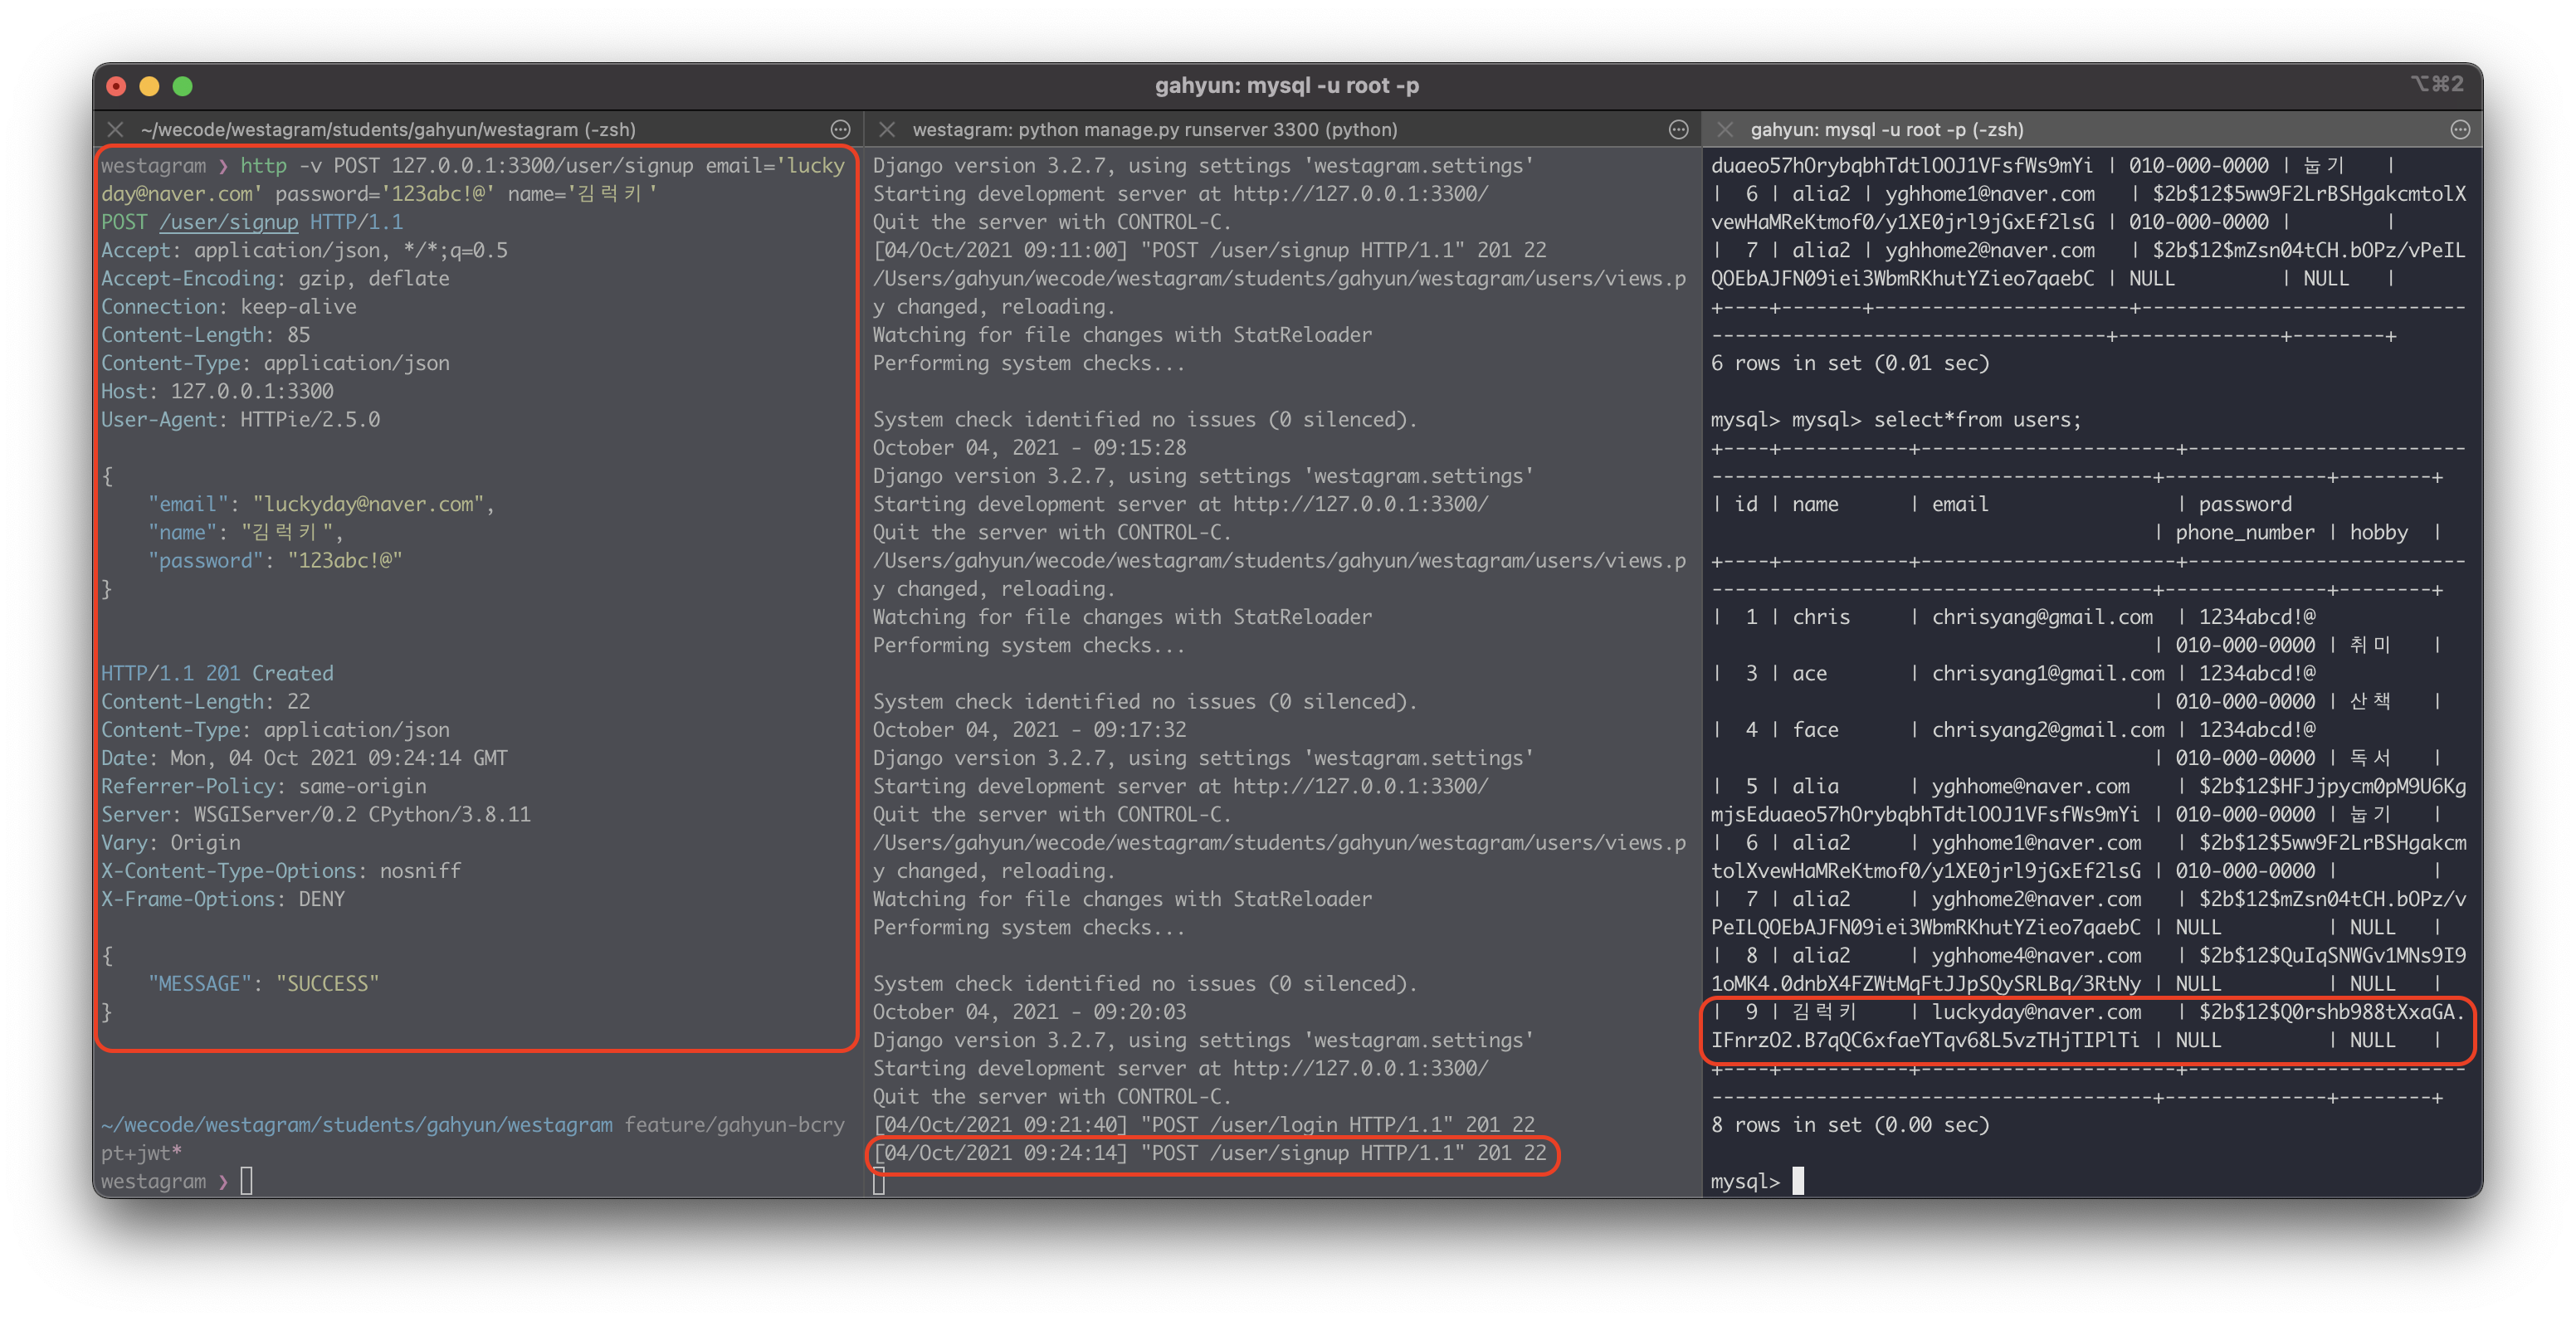 gahyun: mysql -u root -p
⌥⌘2
~/wecode/westagram/students/gahyun/westagram (-zsh)
westagram ❯ http -v POST 127.0.0.1:3300/user/signup email='lucky
day@naver.com' password='123abc!@' name='김럭키'
POST /user/signup HTTP/1.1
Accept: application/json, */*;q=0.5
Accept-Encoding: gzip, deflate
Connection: keep-alive
Content-Length: 85
Content-Type: application/json
Host: 127.0.0.1:3300
User-Agent: HTTPie/2.5.0
{
"email": "luckyday@naver.com",
"name": "김럭키",
"password": "123abc!@"
}
HTTP/1.1 201 Created
Content-Length: 22
Content-Type: application/json
Date: Mon, 04 Oct 2021 09:24:14 GMT
Referrer-Policy: same-origin
Server: WSGIServer/0.2 CPython/3.8.11
Vary: Origin
X-Content-Type-Options: nosniff
X-Frame-Options: DENY
{
"MESSAGE": "SUCCESS"
}
~/wecode/westagram/students/gahyun/westagram feature/gahyun-bcry
pt+jwt*
westagram ❯
westagram: python manage.py runserver 3300 (python)
Django version 3.2.7, using settings 'westagram.settings'
Starting development server at http://127.0.0.1:3300/
Quit the server with CONTROL-C.
[04/Oct/2021 09:11:00] "POST /user/signup HTTP/1.1" 201 22
/Users/gahyun/wecode/westagram/students/gahyun/westagram/users/views.p
y changed, reloading.
Watching for file changes with StatReloader
Performing system checks...
System check identified no issues (0 silenced).
October 04, 2021 - 09:15:28
Django version 3.2.7, using settings 'westagram.settings'
Starting development server at http://127.0.0.1:3300/
Quit the server with CONTROL-C.
/Users/gahyun/wecode/westagram/students/gahyun/westagram/users/views.p
y changed, reloading.
Watching for file changes with StatReloader
Performing system checks...
System check identified no issues (0 silenced).
October 04, 2021 - 09:17:32
Django version 3.2.7, using settings 'westagram.settings'
Starting development server at http://127.0.0.1:3300/
Quit the server with CONTROL-C.
/Users/gahyun/wecode/westagram/students/gahyun/westagram/users/views.p
y changed, reloading.
Watching for file changes with StatReloader
Performing system checks...
System check identified no issues (0 silenced).
October 04, 2021 - 09:20:03
Django version 3.2.7, using settings 'westagram.settings'
Starting development server at http://127.0.0.1:3300/
Quit the server with CONTROL-C.
[04/Oct/2021 09:21:40] "POST /user/login HTTP/1.1" 201 22
[04/Oct/2021 09:24:14] "POST /user/signup HTTP/1.1" 201 22
gahyun: mysql -u root -p (-zsh)
duaeo57hOrybqbhTdtlOOJ1VFsfWs9mYi | 010-000-0000 | 눕기 |
| 6 | alia2 | yghhome1@naver.com | $2b$12$5ww9F2LrBSHgakcmtolX
vewHaMReKtmof0/y1XE0jrl9jGxEf2lsG | 010-000-0000 | |
| 7 | alia2 | yghhome2@naver.com | $2b$12$mZsn04tCH.bOPz/vPeIL
QOEbAJFN09iei3WbmRKhutYZieo7qaebC | NULL | NULL |
+----+-------+----------------------+----------------------------
----------------------------------+--------------+--------+
6 rows in set (0.01 sec)
mysql> mysql> select*from users;
+----+-----------+----------------------+------------------------
--------------------------------------+--------------+--------+
| id | name | email | password
| phone_number | hobby |
+----+-----------+----------------------+------------------------
--------------------------------------+--------------+--------+
| 1 | chris | chrisyang@gmail.com | 1234abcd!@
| 010-000-0000 | 취미 |
| 3 | ace | chrisyang1@gmail.com | 1234abcd!@
| 010-000-0000 | 산책 |
| 4 | face | chrisyang2@gmail.com | 1234abcd!@
| 010-000-0000 | 독서 |
| 5 | alia | yghhome@naver.com | $2b$12$HFJjpycm0pM9U6Kg
mjsEduaeo57hOrybqbhTdtlOOJ1VFsfWs9mYi | 010-000-0000 | 눕기 |
| 6 | alia2 | yghhome1@naver.com | $2b$12$5ww9F2LrBSHgakcm
tolXvewHaMReKtmof0/y1XE0jrl9jGxEf2lsG | 010-000-0000 | |
| 7 | alia2 | yghhome2@naver.com | $2b$12$mZsn04tCH.bOPz/v
PeILQOEbAJFN09iei3WbmRKhutYZieo7qaebC | NULL | NULL |
| 8 | alia2 | yghhome4@naver.com | $2b$12$QuIqSNWGv1MNs9I9
1oMK4.0dnbX4FZWtMqFtJJpSQySRLBq/3RtNy | NULL | NULL |
| 9 | 김럭키 | luckyday@naver.com | $2b$12$Q0rshb988tXxaGA.
IFnrzO2.B7qQC6xfaeYTqv68L5vzTHjTIPlTi | NULL | NULL |
+----+-----------+----------------------+------------------------
--------------------------------------+--------------+--------+
8 rows in set (0.00 sec)
mysql>